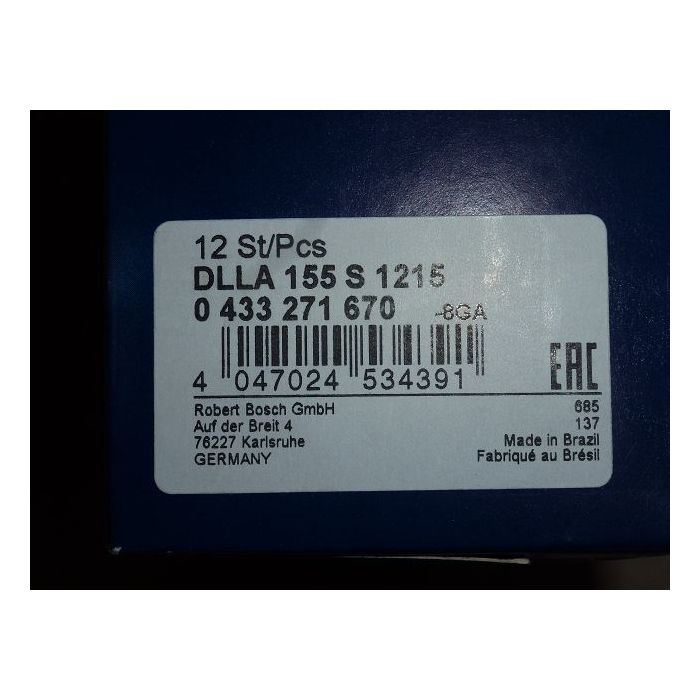 12 St/Pcs
DLLA 155 S 1215
0 433 271 670 -8GA
4 047024 534391
EAC
Robert Bosch GmbH 685
Auf der Breit 4 137
76227 Karlsruhe Made in Brazil
GERMANY Fabriqué au Brésil